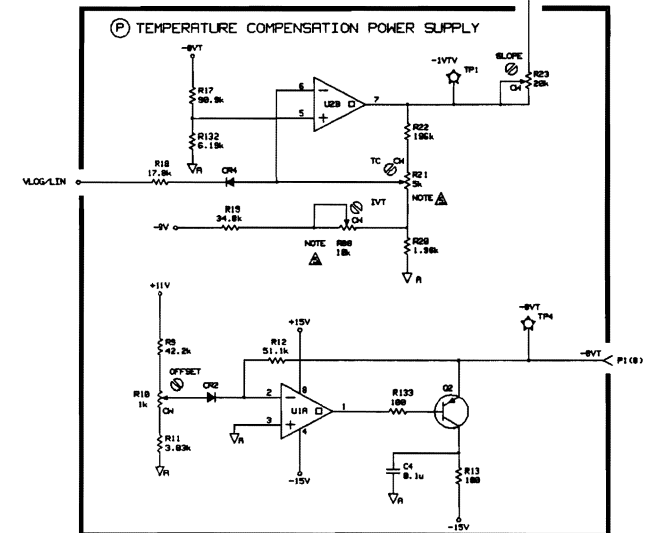 P TEMPERATURE COMPENSATION POWER SUPPLY
-8VT
R17
90.9k
R132
6.19k
A
6
5
U2B
7
-1VTV
TP1
SLOPE
R23
20k
CW
R22
TC CW
R21
5k
NOTE
VLOG/LIN
R18
17.8k
CR4
R19
34.8k
-9V
IVT
CW
NOTE
10k
R20
1.96k
A
+11V
R9
42.2k
OFFSET
R10
1k
CW
CR2
R11
3.83k
A
+15V
R12
51.1k
8
2
3
U1A
1
4
A
-15V
R133
100
Q2
C4
0.1u
A
R13
100
-15V
-8VT
TP4
-8VT
P1(8)